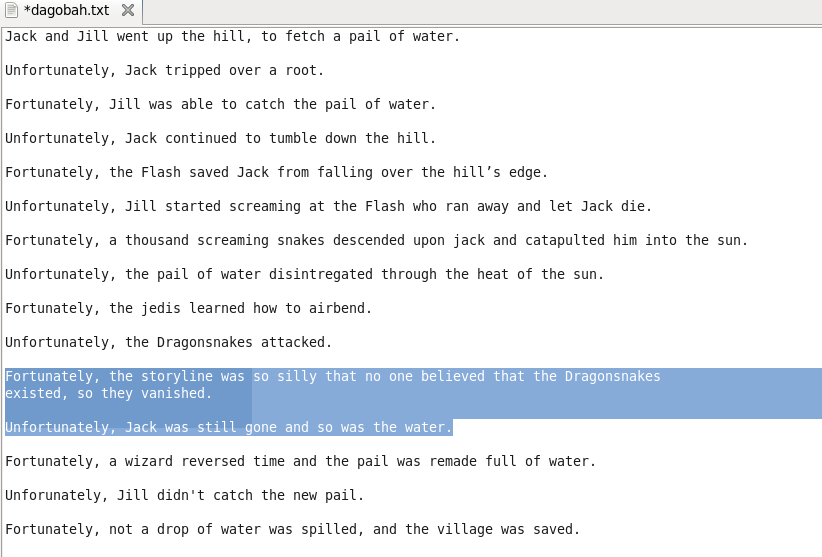 *dagobah.txt
Jack and Jill went up the hill, to fetch a pail of water.
Unfortunately, Jack tripped over a root.
Fortunately, Jill was able to catch the pail of water.
Unfortunately, Jack continued to tumble down the hill.
Fortunately, the Flash saved Jack from falling over the hill’s edge.
Unfortunately, Jill started screaming at the Flash who ran away and let Jack die.
Fortunately, a thousand screaming snakes descended upon jack and catapulted him into the sun.
Unfortunately, the pail of water disintregated through the heat of the sun.
Fortunately, the jedis learned how to airbend.
Unfortunately, the Dragonsnakes attacked.
Fortunately, the storyline was so silly that no one believed that the Dragonsnakes
existed, so they vanished.
Unfortunately, Jack was still gone and so was the water.
Fortunately, a wizard reversed time and the pail was remade full of water.
Unforunately, Jill didn't catch the new pail.
Fortunately, not a drop of water was spilled, and the village was saved.